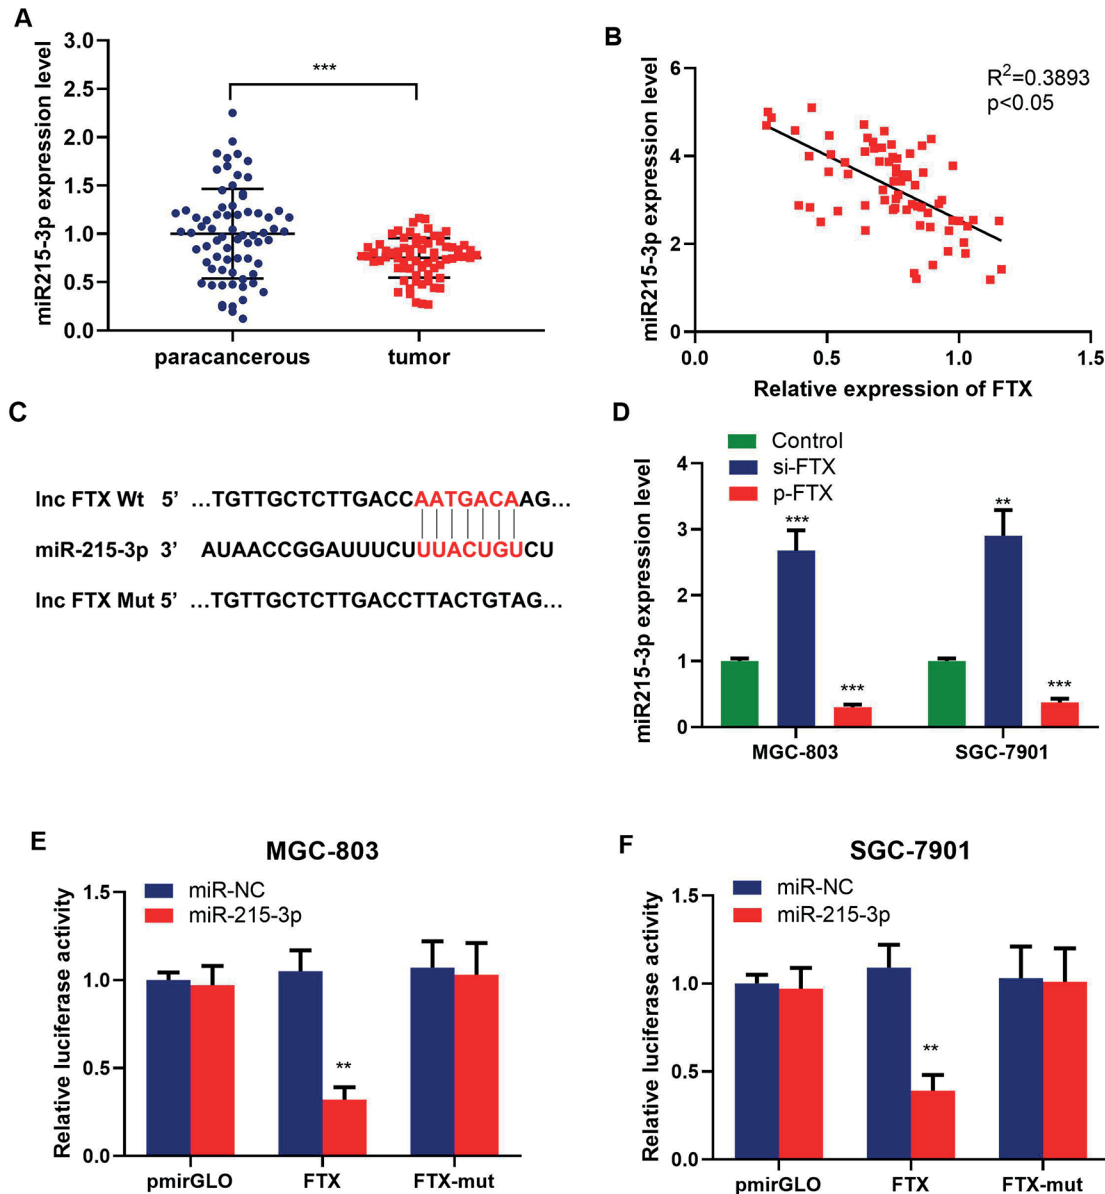 A
miR215-3p expression level
3.0
2.5
2.0
1.5
1.0
0.5
0.0
***
paracancerous
tumor
B
miR215-3p expression level
6
4
2
0
R²=0.3893
p<0.05
0.0
0.5
1.0
1.5
Relative expression of FTX
C
lnc FTX Wt 5’ ...TGTTGCTCTTGACCAATGACAAG...
miR-215-3p 3’ AUAACCGGAUUUCUUUACUGUCU
lnc FTX Mut 5’ ...TGTTGCTCTTGACCTTACTGTAG...
D
Control
si-FTX
p-FTX
miR215-3p expression level
4
3
2
1
0
***
***
**
***
MGC-803
SGC-7901
E
MGC-803
miR-NC
miR-215-3p
Relative luciferase activity
1.5
1.0
0.5
0.0
**
pmirGLO
FTX
FTX-mut
F
SGC-7901
miR-NC
miR-215-3p
Relative luciferase activity
1.5
1.0
0.5
0.0
**
pmirGLO
FTX
FTX-mut